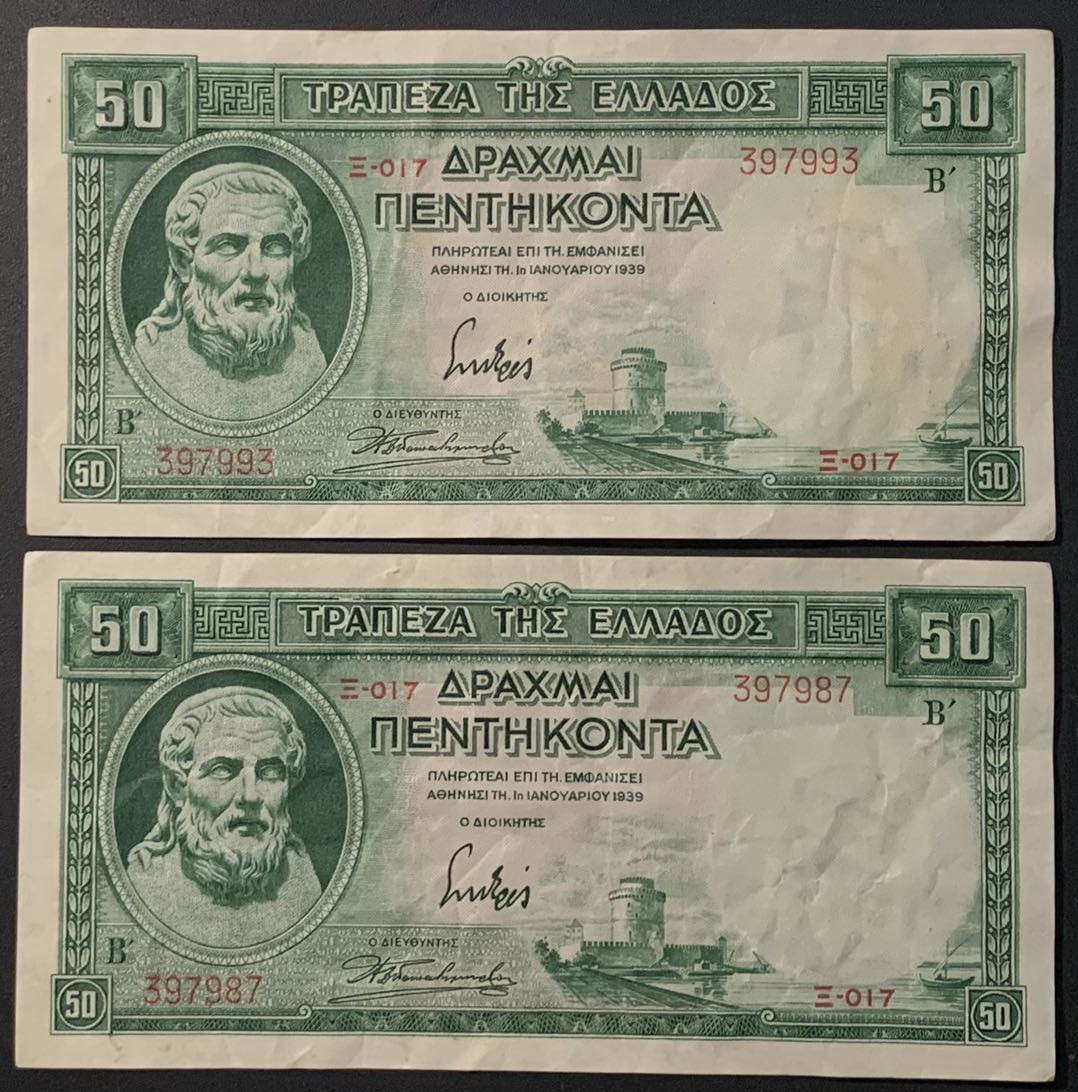 50 ΤΡΑΠΕΖΑ ΤΗΣ ΕΛΛΑΔΟΣ 50
Ξ-017 ΔΡΑΧΜΑΙ 397993
Β′
ΠΕΝΤΗΚΟΝΤΑ
ΠΛΗΡΩΤΕΑΙ ΕΠΙ ΤΗ. ΕΜΦΑΝΙΣΕΙ
ΑΘΗΝΗΣΙ ΤΗ. 1η ΙΑΝΟΥΑΡΙΟΥ 1939
Ο ΔΙΟΙΚΗΤΗΣ
Ο ΔΙΕΥΘΥΝΤΗΣ
Β′
397993 Ξ-017
50 50
50 ΤΡΑΠΕΖΑ ΤΗΣ ΕΛΛΑΔΟΣ 50
Ξ-017 ΔΡΑΧΜΑΙ 397987
Β′
ΠΕΝΤΗΚΟΝΤΑ
ΠΛΗΡΩΤΕΑΙ ΕΠΙ ΤΗ. ΕΜΦΑΝΙΣΕΙ
ΑΘΗΝΗΣΙ ΤΗ. 1η ΙΑΝΟΥΑΡΙΟΥ 1939
Ο ΔΙΟΙΚΗΤΗΣ
Ο ΔΙΕΥΘΥΝΤΗΣ
Β′
397987 Ξ-017
50 50